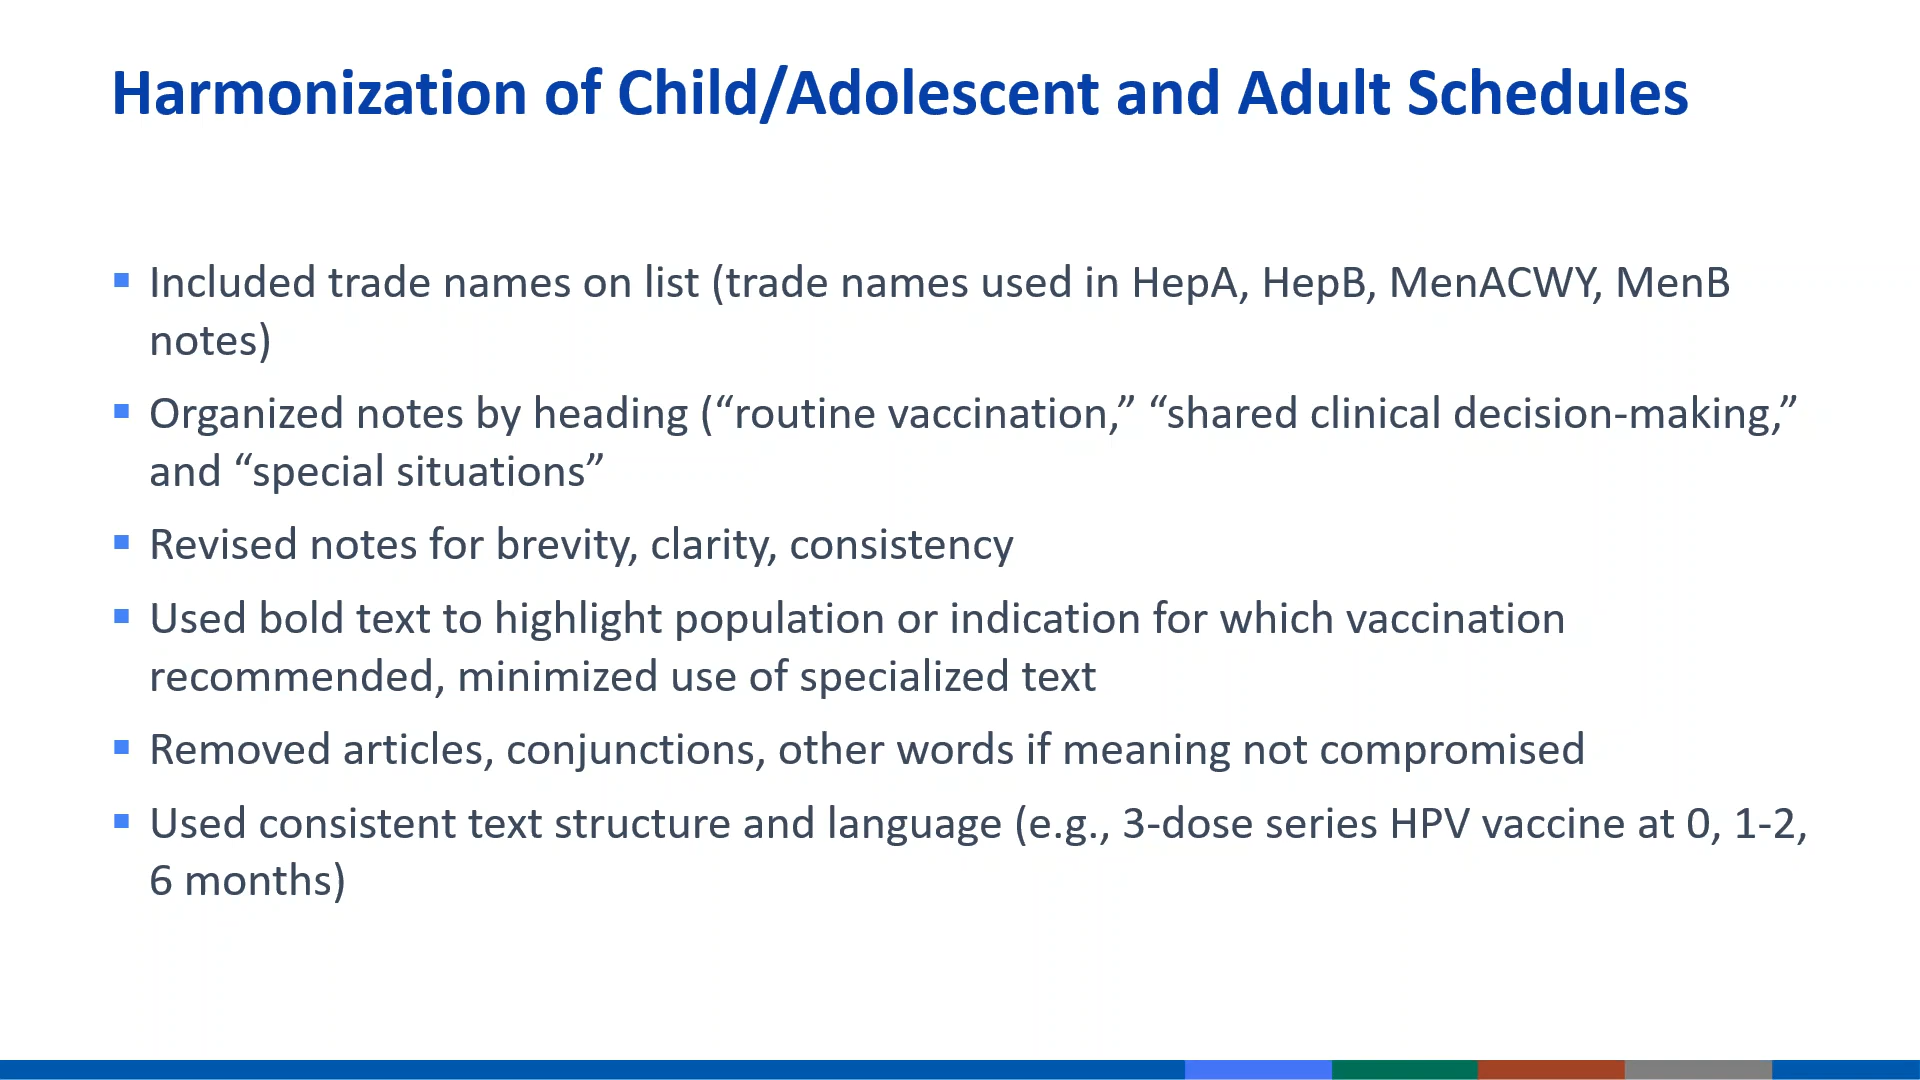 Harmonization of Child/Adolescent and Adult Schedules
▪ Included trade names on list (trade names used in HepA, HepB, MenACWY, MenB
notes)
▪ Organized notes by heading (“routine vaccination,” “shared clinical decision-making,”
and “special situations”
▪ Revised notes for brevity, clarity, consistency
▪ Used bold text to highlight population or indication for which vaccination
recommended, minimized use of specialized text
▪ Removed articles, conjunctions, other words if meaning not compromised
▪ Used consistent text structure and language (e.g., 3-dose series HPV vaccine at 0, 1-2,
6 months)